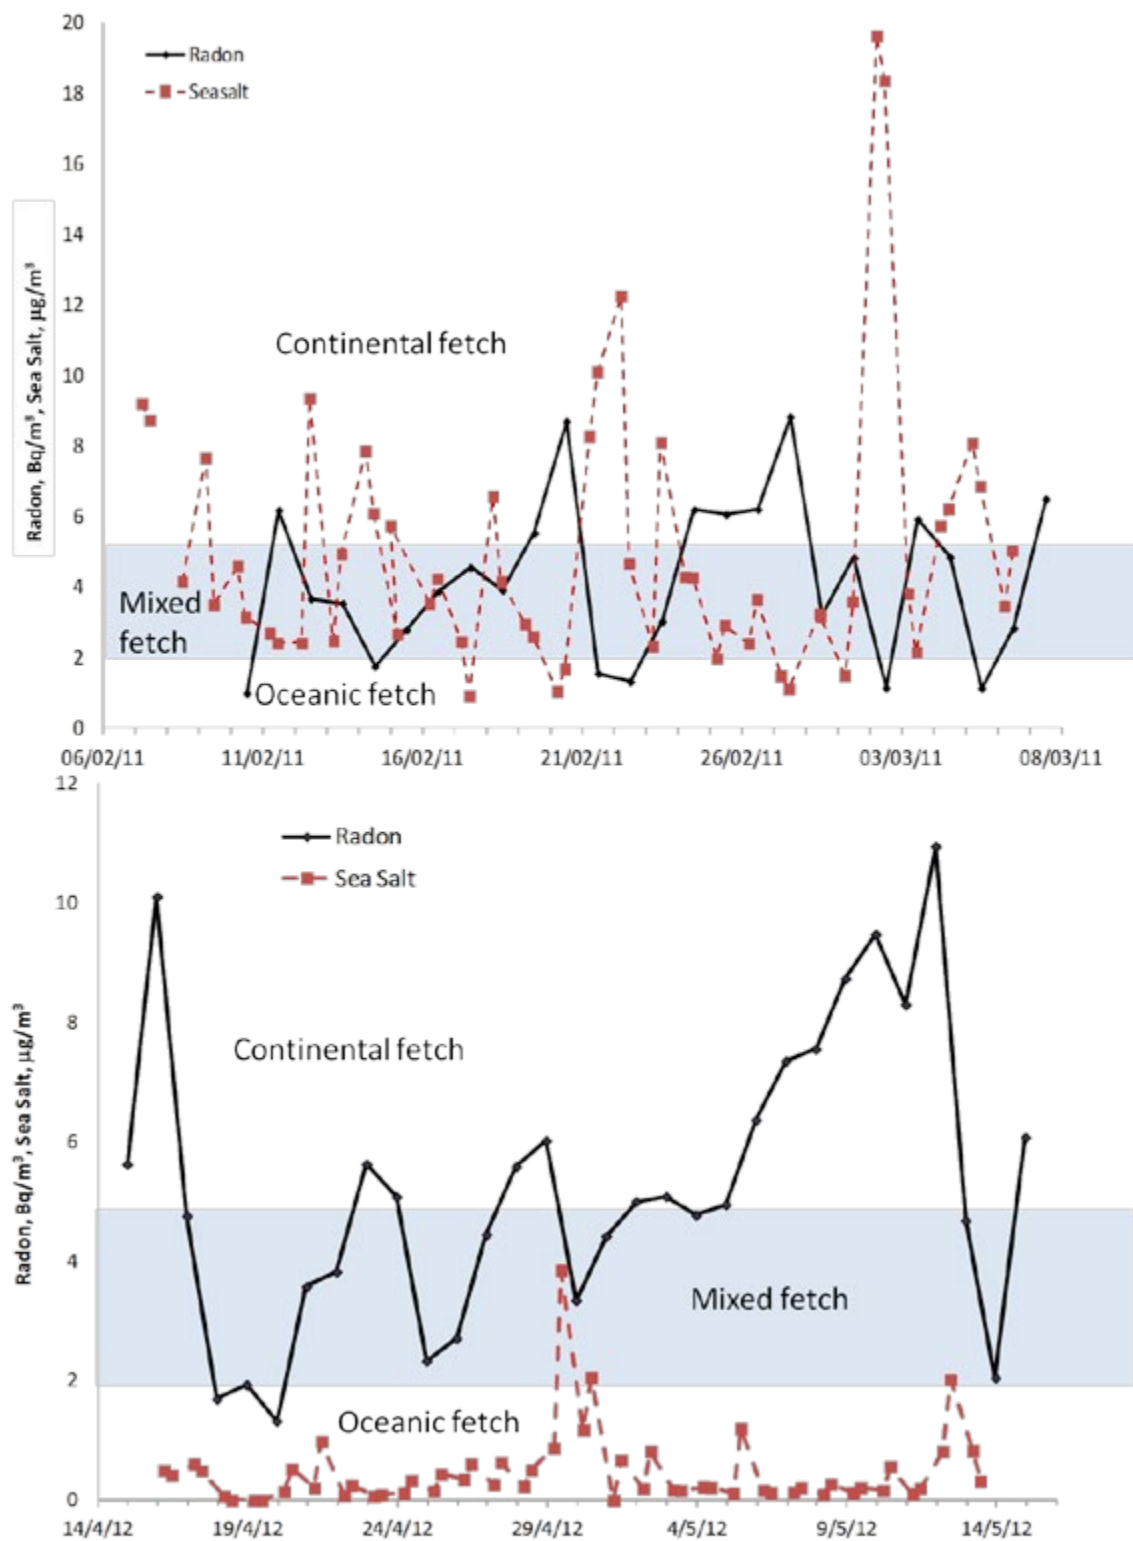 20
18
16
14
12
10
8
6
4
2
0
Radon, Bq/m³, Sea Salt, µg/m³
Radon
Seasalt
Continental fetch
Mixed
fetch
Oceanic fetch
06/02/11 11/02/11 16/02/11 21/02/11 26/02/11 03/03/11 08/03/11
12
10
8
6
4
2
0
Radon, Bq/m³, Sea Salt, µg/m³
Radon
Sea Salt
Continental fetch
Mixed fetch
Oceanic fetch
14/4/12 19/4/12 24/4/12 29/4/12 4/5/12 9/5/12 14/5/12